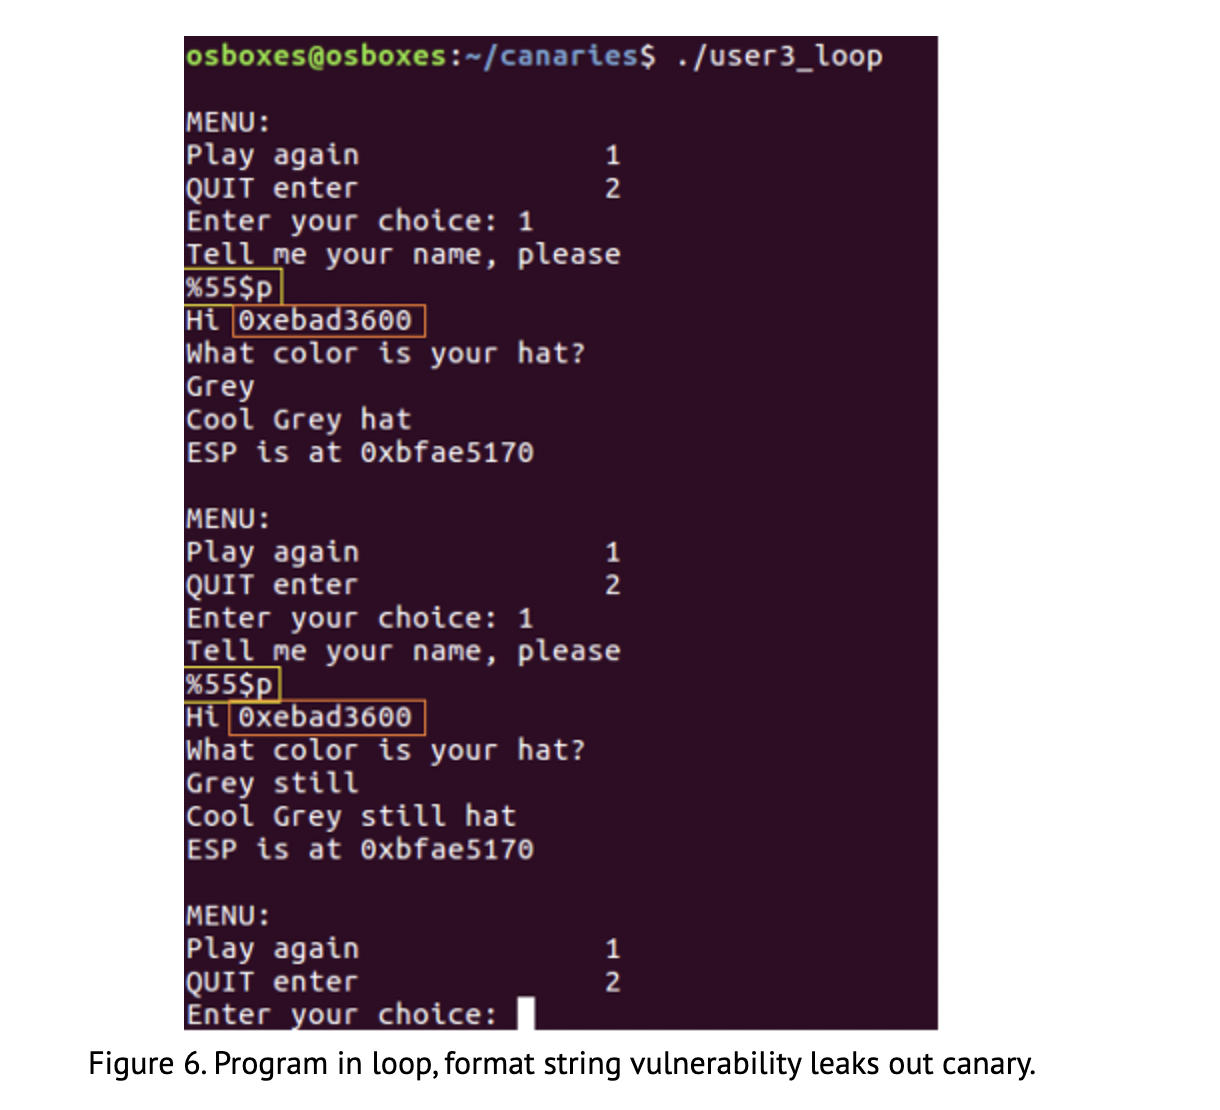 osboxes@osboxes:~/canaries$ ./user3_loop
MENU:
Play again 1
QUIT enter 2
Enter your choice: 1
Tell me your name, please
%55$p
Hi 0xebad3600
What color is your hat?
Grey
Cool Grey hat
ESP is at 0xbfae5170
MENU:
Play again 1
QUIT enter 2
Enter your choice: 1
Tell me your name, please
%55$p
Hi 0xebad3600
What color is your hat?
Grey still
Cool Grey still hat
ESP is at 0xbfae5170
MENU:
Play again 1
QUIT enter 2
Enter your choice:
Figure 6. Program in loop, format string vulnerability leaks out canary.